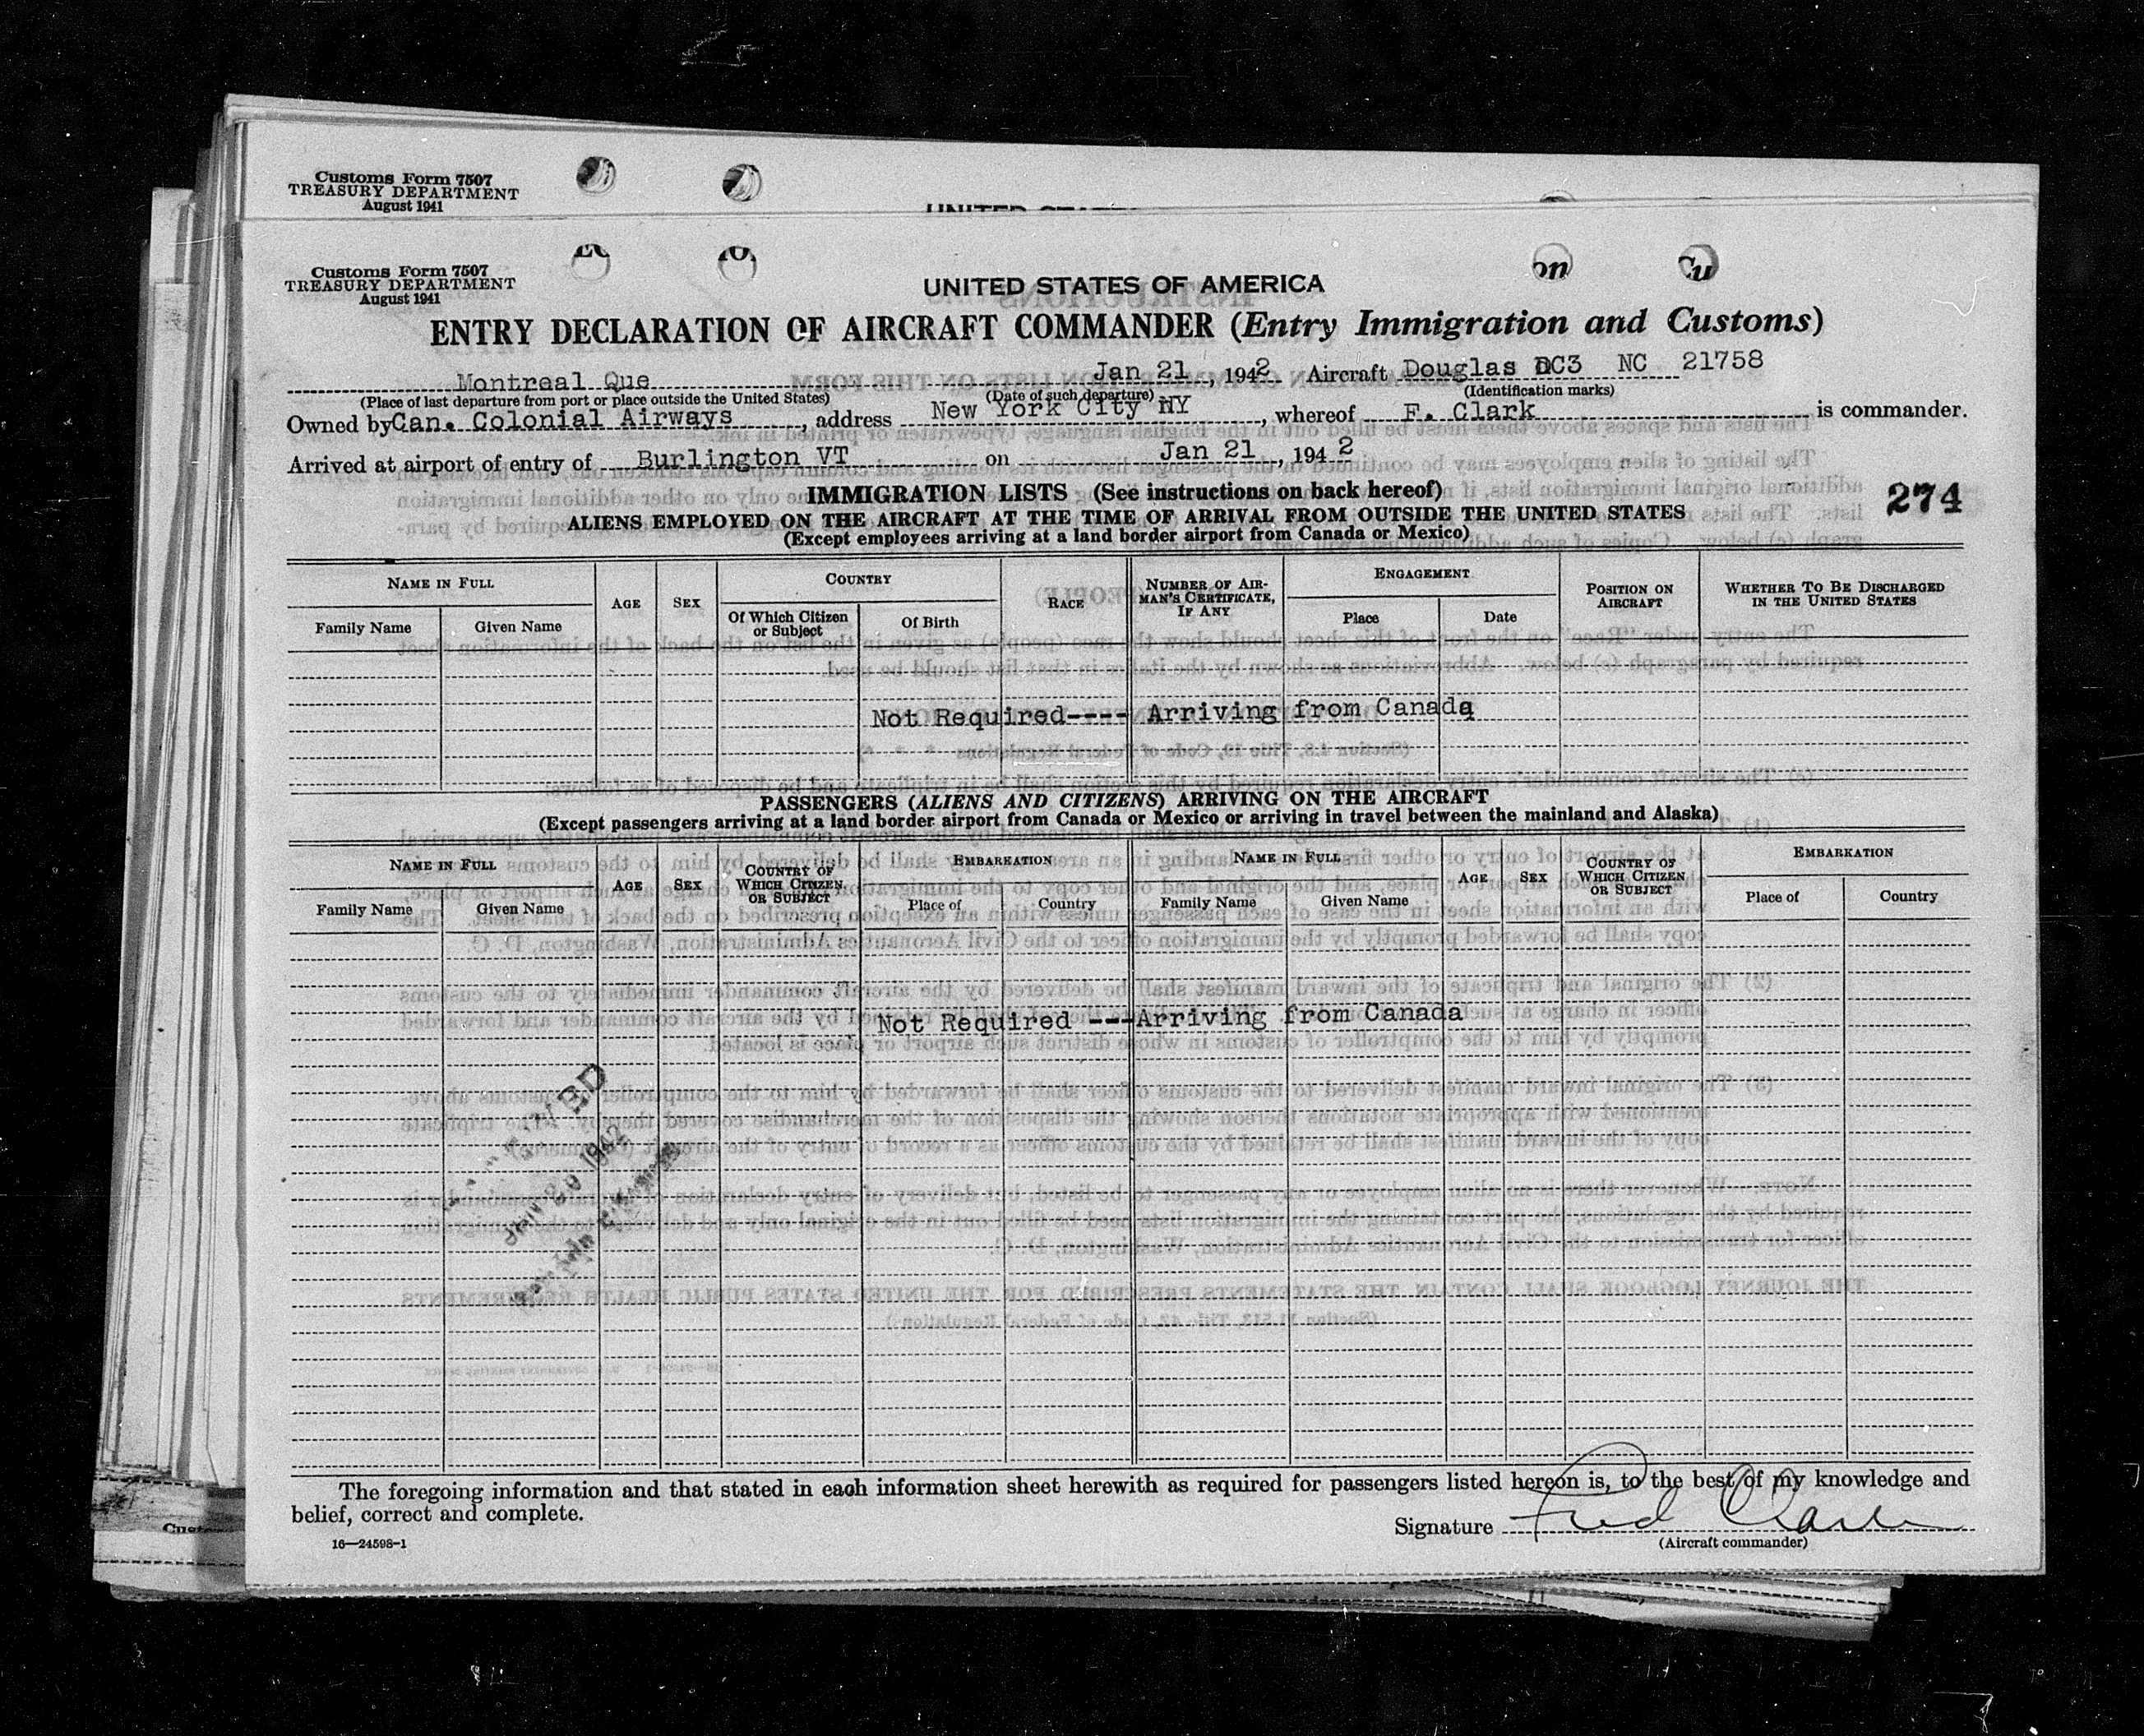 Customs Form 7507
TREASURY DEPARTMENT
August 1941
Customs Form 7507
TREASURY DEPARTMENT
August 1941
UNITED STATES OF AMERICA
ENTRY DECLARATION OF AIRCRAFT COMMANDER (Entry Immigration and Customs)
Montreal Que Jan 21, 1942 Aircraft Douglas DC3 NC 21758
(Place of last departure from port or place outside the United States) (Date of such departure) (Identification marks)
Owned by Can. Colonial Airways, address New York City NY, whereof F. Clark is commander.
Arrived at airport of entry of Burlington VT on Jan 21, 1942
IMMIGRATION LISTS (See instructions on back hereof)
274
ALIENS EMPLOYED ON THE AIRCRAFT AT THE TIME OF ARRIVAL FROM OUTSIDE THE UNITED STATES
(Except employees arriving at a land border airport from Canada or Mexico)
NAME IN FULL AGE SEX COUNTRY RACE NUMBER OF AIRMAN'S CERTIFICATE, IF ANY ENGAGEMENT POSITION ON AIRCRAFT WHETHER TO BE DISCHARGED IN THE UNITED STATES
Family Name Given Name Of Which Citizen or Subject Of Birth Place Date
Not Required---- Arriving from Canada
PASSENGERS (ALIENS AND CITIZENS) ARRIVING ON THE AIRCRAFT
(Except passengers arriving at a land border airport from Canada or Mexico or arriving in travel between the mainland and Alaska)
NAME IN FULL AGE SEX COUNTRY OF WHICH CITIZEN OR SUBJECT EMBARKATION NAME IN FULL AGE SEX COUNTRY OF WHICH CITIZEN OR SUBJECT EMBARKATION
Family Name Given Name Place of Country Family Name Given Name Place of Country
Not Required ---Arriving from Canada
1942
The foregoing information and that stated in each information sheet herewith as required for passengers listed hereon is, to the best of my knowledge and
belief, correct and complete.
Signature Fred Clark
(Aircraft commander)
16—24598-1